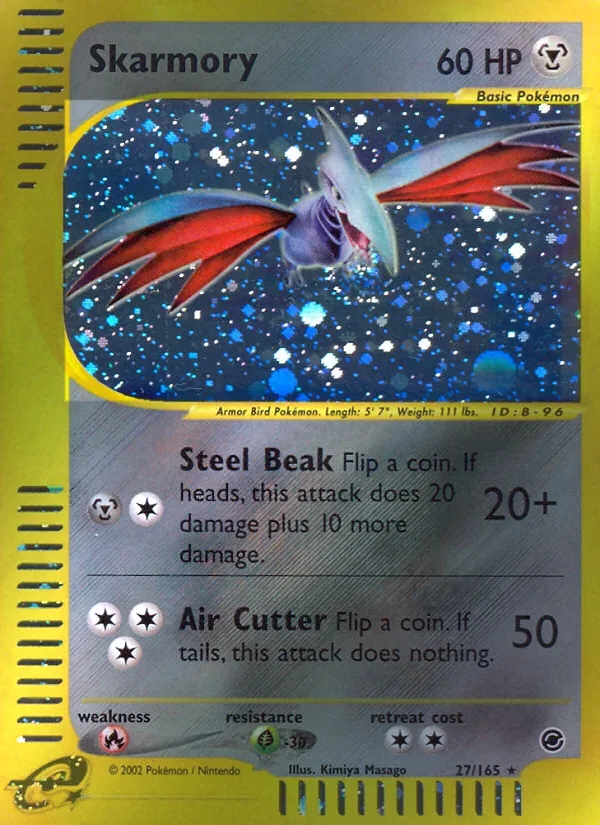 Skarmory 60 HP
Basic Pokémon
Armor Bird Pokémon. Length: 5' 7", Weight: 111 lbs. ID: B-96
Steel Beak Flip a coin. If
heads, this attack does 20
damage plus 10 more
damage.
20+
Air Cutter Flip a coin. If
tails, this attack does nothing.
50
weakness resistance retreat cost
-30
© 2002 Pokémon / Nintendo Illus. Kimiya Masago 27/165 ★